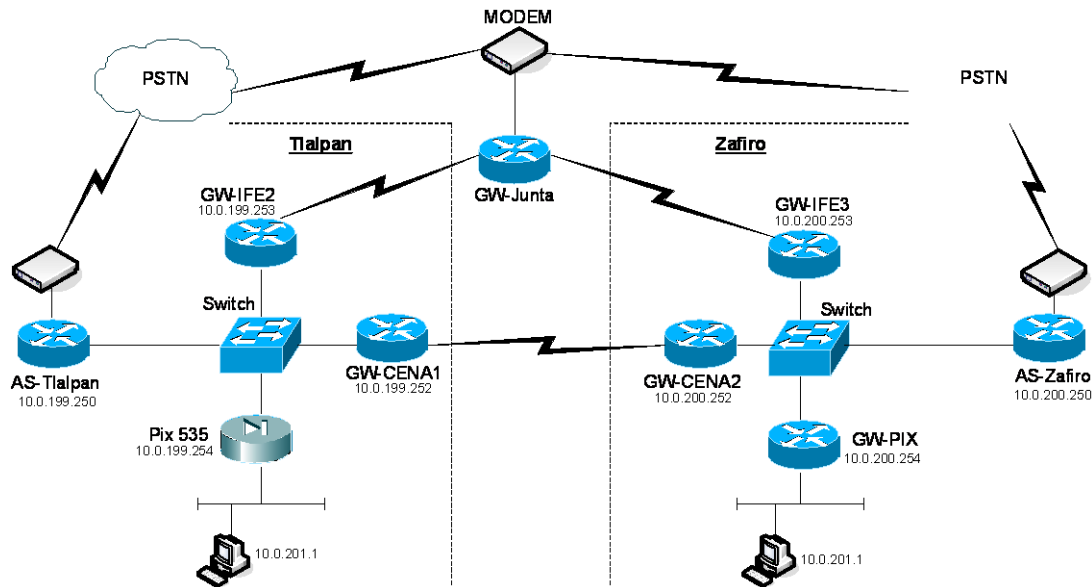 MODEM
PSTN
PSTN
Tlalpan
Zafiro
GW-Junta
GW-IFE2
10.0.199.253
GW-IFE3
10.0.200.253
Switch
Switch
AS-Tlalpan
10.0.199.250
GW-CENA1
10.0.199.252
GW-CENA2
10.0.200.252
AS-Zafiro
10.0.200.250
Pix 535
10.0.199.254
GW-PIX
10.0.200.254
10.0.201.1
10.0.201.1